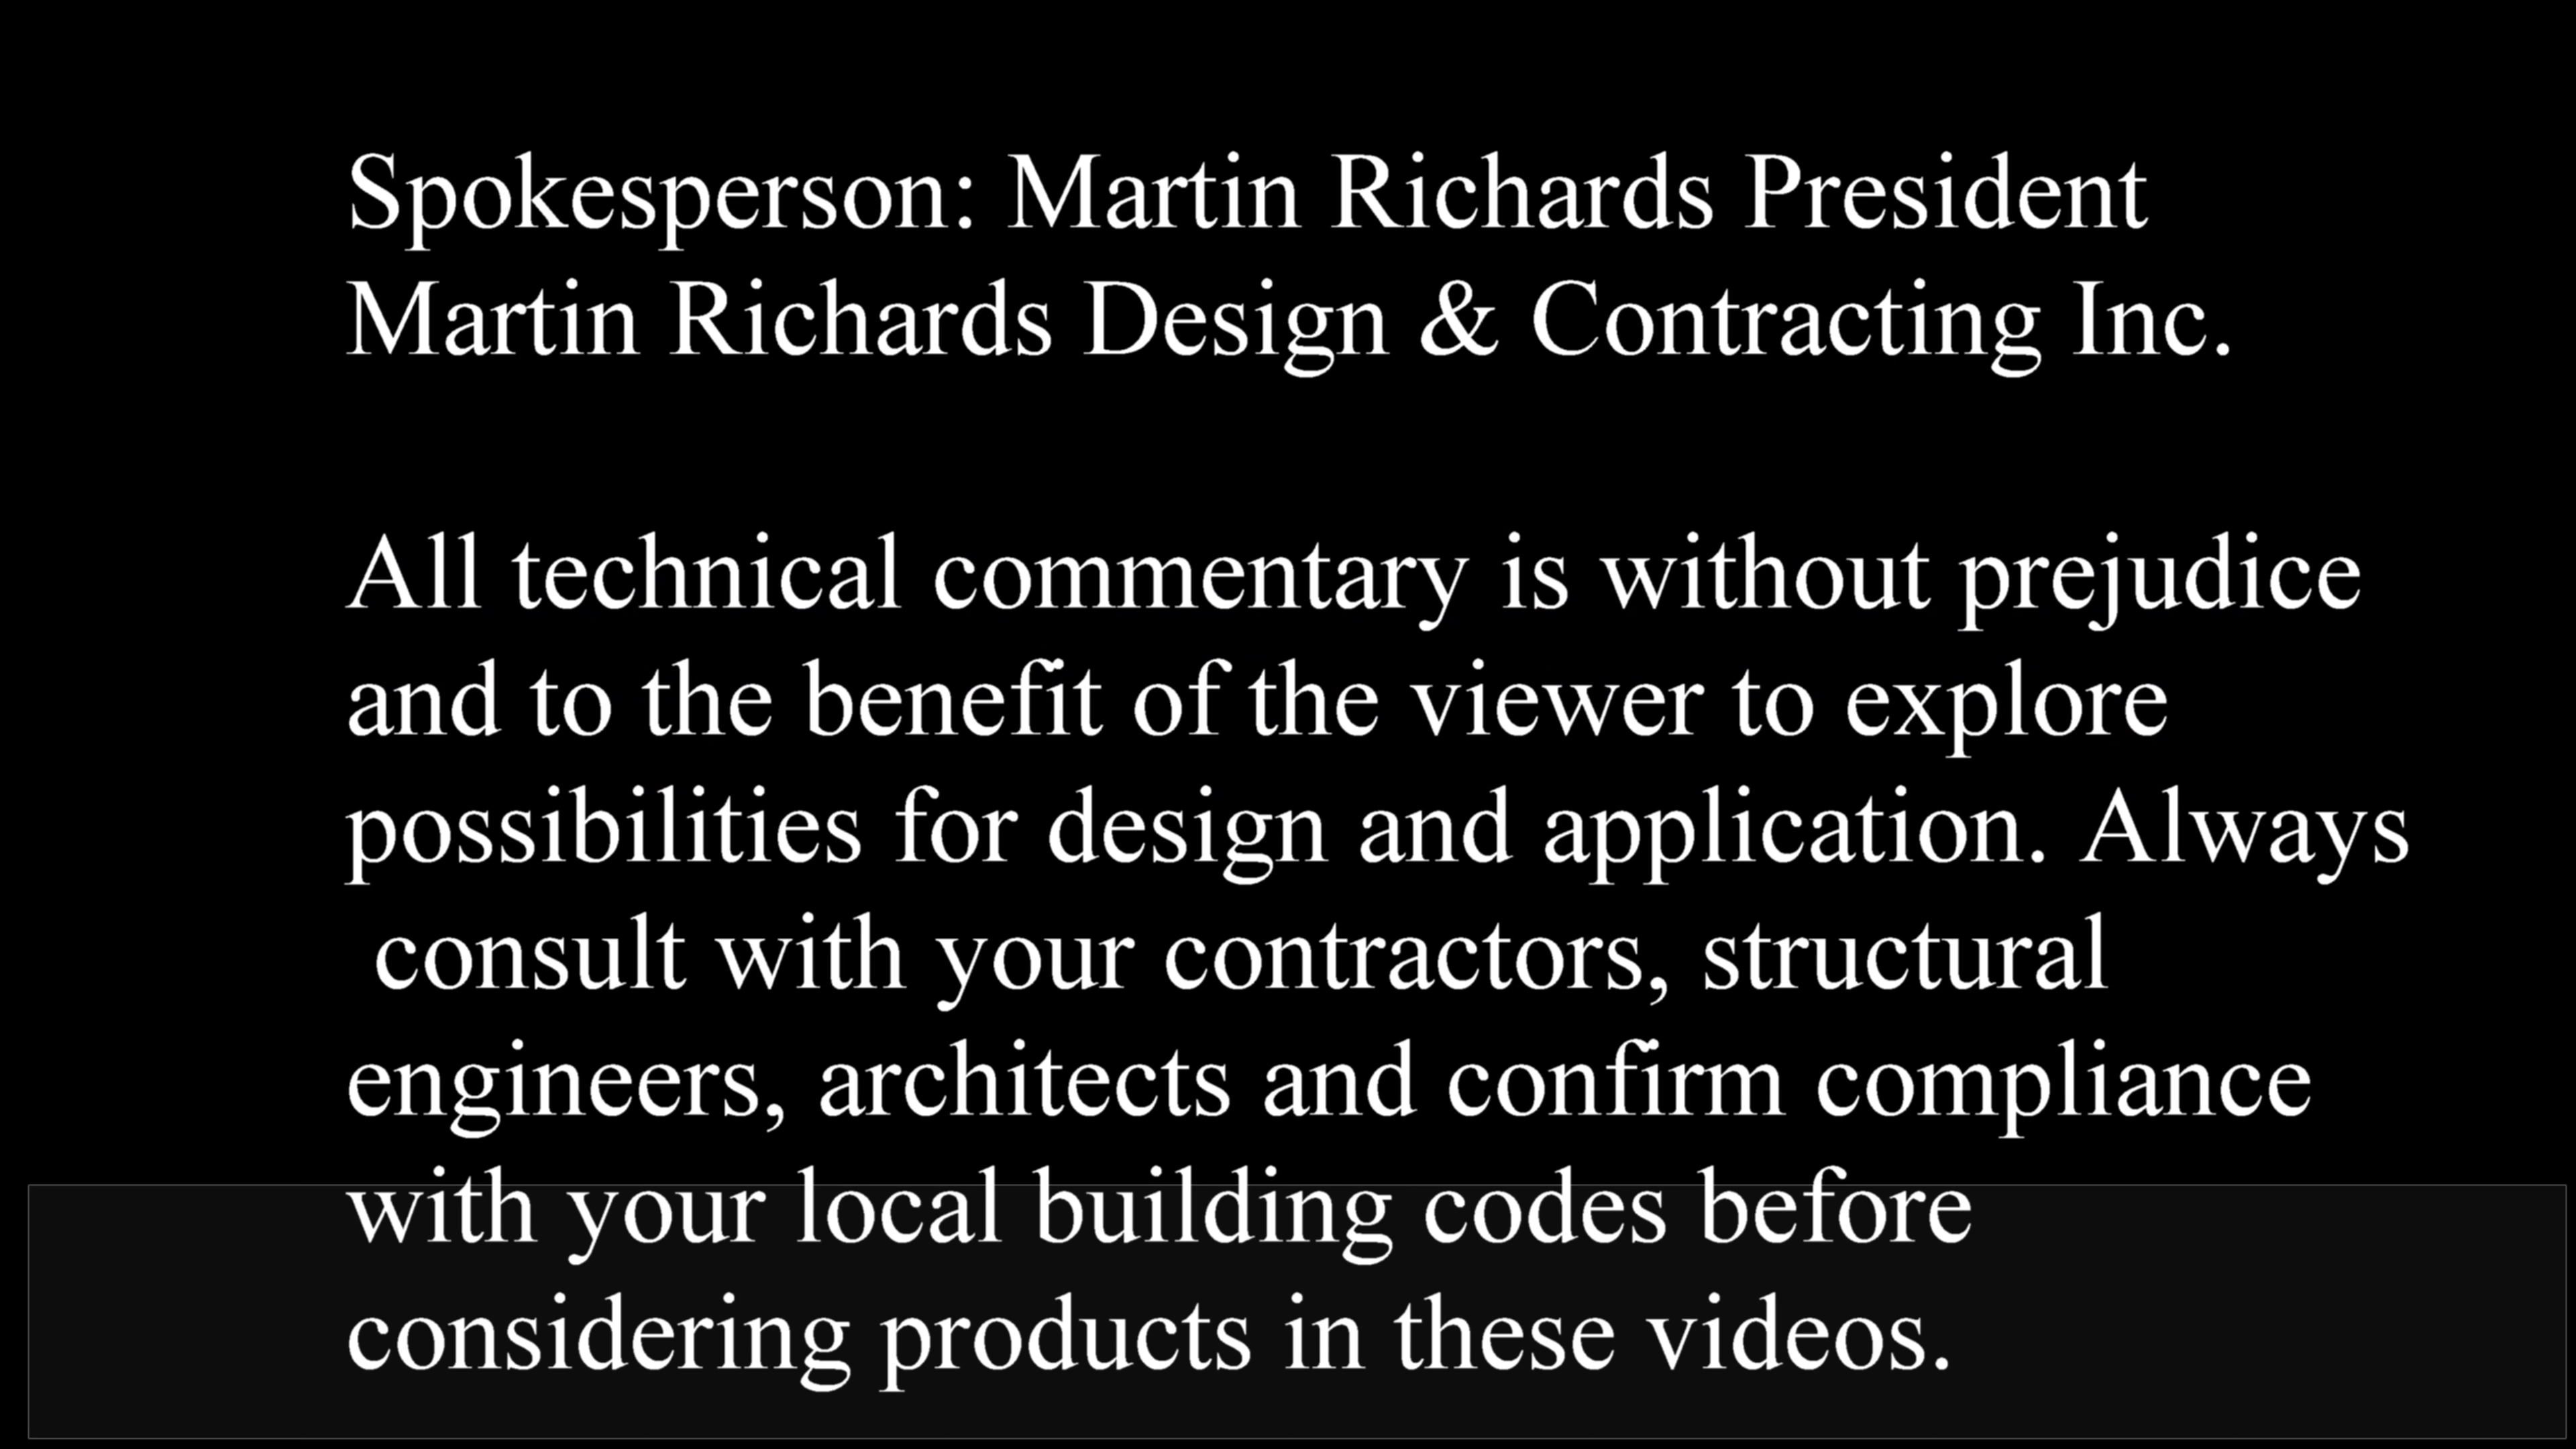 Spokesperson: Martin Richards President
Martin Richards Design & Contracting Inc.
All technical commentary is without prejudice
and to the benefit of the viewer to explore
possibilities for design and application. Always
consult with your contractors, structural
engineers, architects and confirm compliance
with your local building codes before
considering products in these videos.